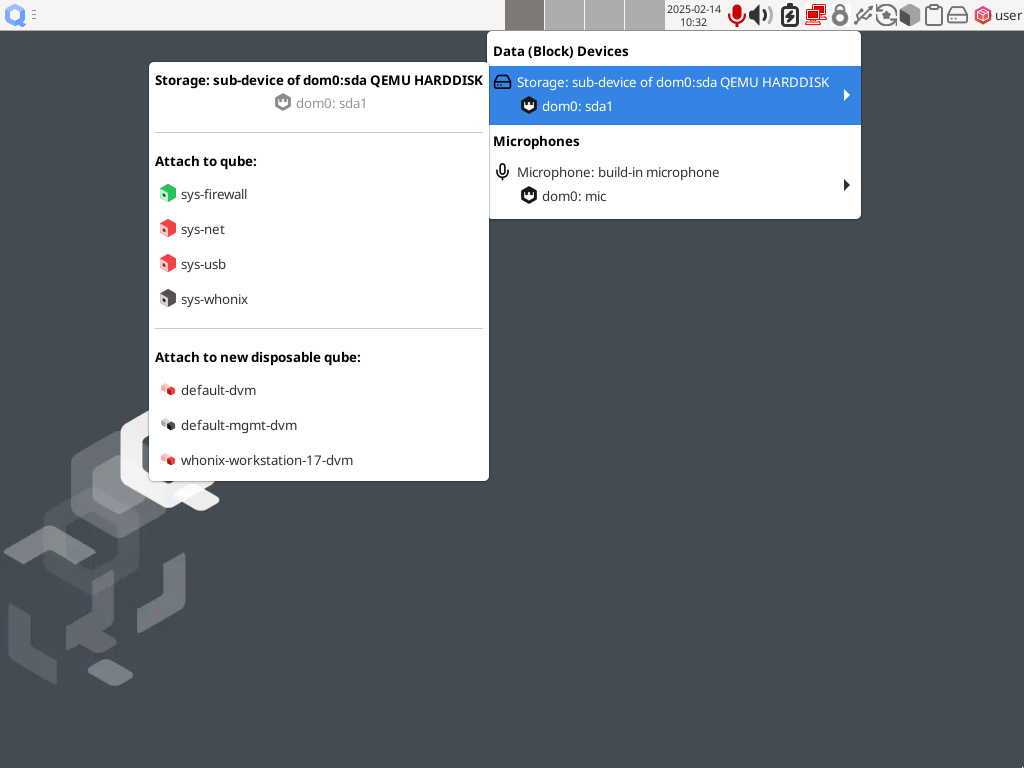 2025-02-14
10:32
user
Data (Block) Devices
Storage: sub-device of dom0:sda QEMU HARDDISK
dom0: sda1
Microphones
Microphone: build-in microphone
dom0: mic
Storage: sub-device of dom0:sda QEMU HARDDISK
dom0: sda1
Attach to qube:
sys-firewall
sys-net
sys-usb
sys-whonix
Attach to new disposable qube:
default-dvm
default-mgmt-dvm
whonix-workstation-17-dvm